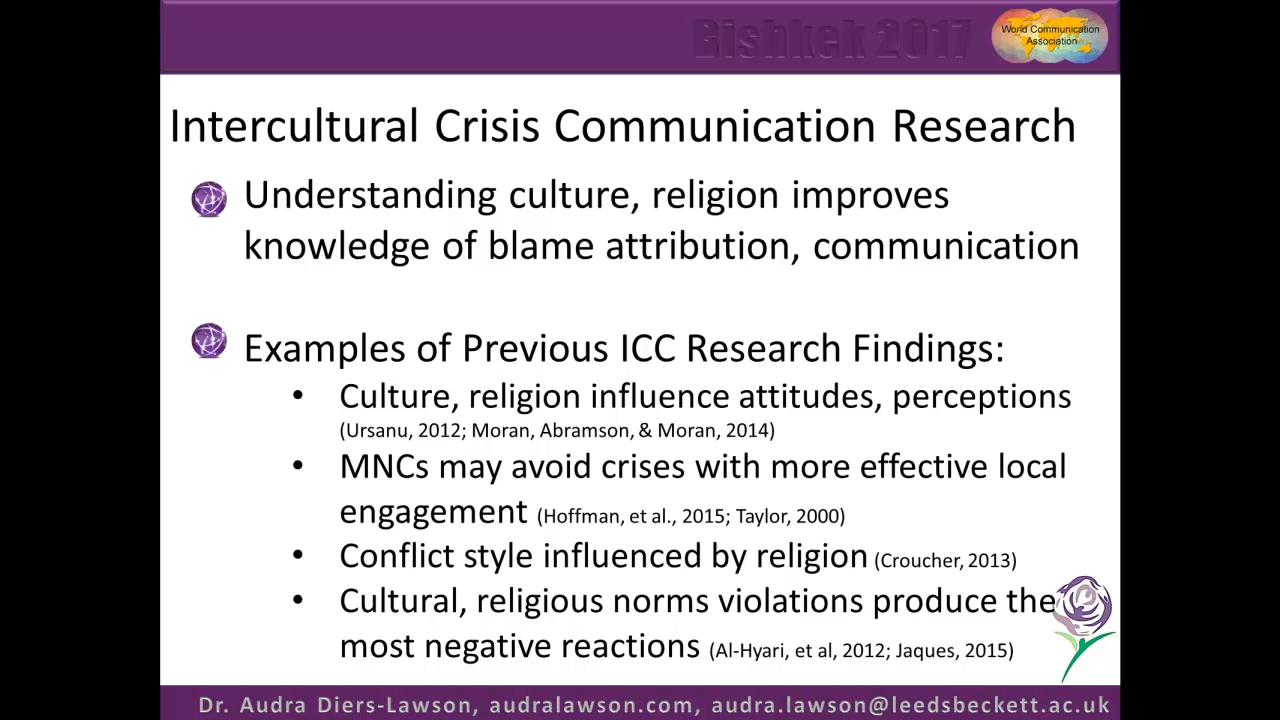 Bishkek 2017
World Communication
Association
Intercultural Crisis Communication Research
Understanding culture, religion improves
knowledge of blame attribution, communication
Examples of Previous ICC Research Findings:
• Culture, religion influence attitudes, perceptions
(Ursanu, 2012; Moran, Abramson, & Moran, 2014)
• MNCs may avoid crises with more effective local
engagement (Hoffman, et al., 2015; Taylor, 2000)
• Conflict style influenced by religion (Croucher, 2013)
• Cultural, religious norms violations produce the
most negative reactions (Al-Hyari, et al, 2012; Jaques, 2015)
Dr. Audra Diers-Lawson, audralawson.com, audra.lawson@leedsbeckett.ac.uk